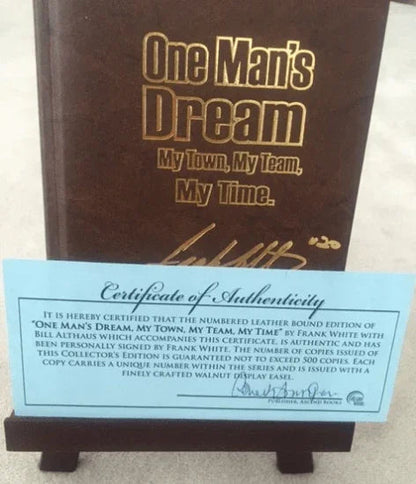 One Man's
Dream
My Town, My Team,
My Time.
#20
Certificate of Authenticity
It is hereby certified that the numbered leather bound edition of
"One Man's Dream, My Town, My Team, My Time" by Frank White with
Bill Althaus which accompanies this certificate, is authentic and has
been personally signed by Frank White. The number of copies issued of
this Collector's Edition is guaranteed not to exceed 500 copies. Each
copy carries a unique number within the series and is issued with a
finely crafted walnut display easel.
Publisher, Ascend Books